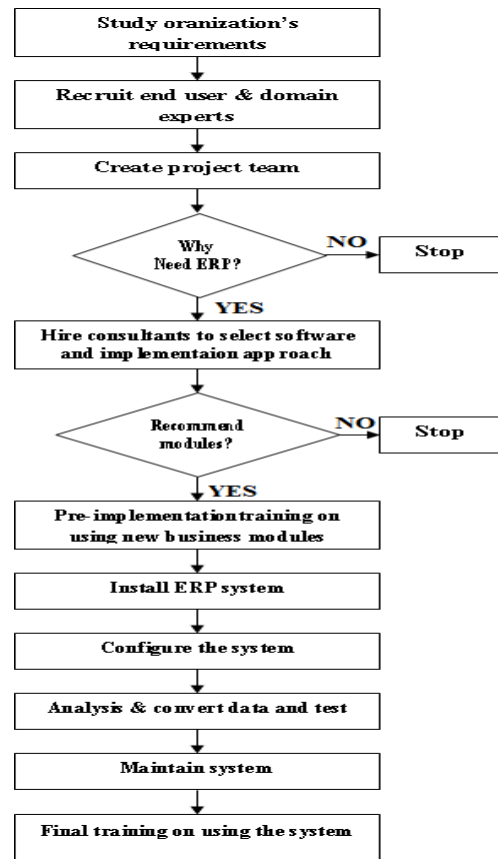 Study oranization's
requirements
Recruit end user & domain
experts
Create project team
Why
Need ERP?
NO
Stop
YES
Hire consultants to select software
and implementaion approach
Recommend
modules?
NO
Stop
YES
Pre-implementation training on
using new business modules
Install ERP system
Configure the system
Analysis & convert data and test
Maintain system
Final training on using the system